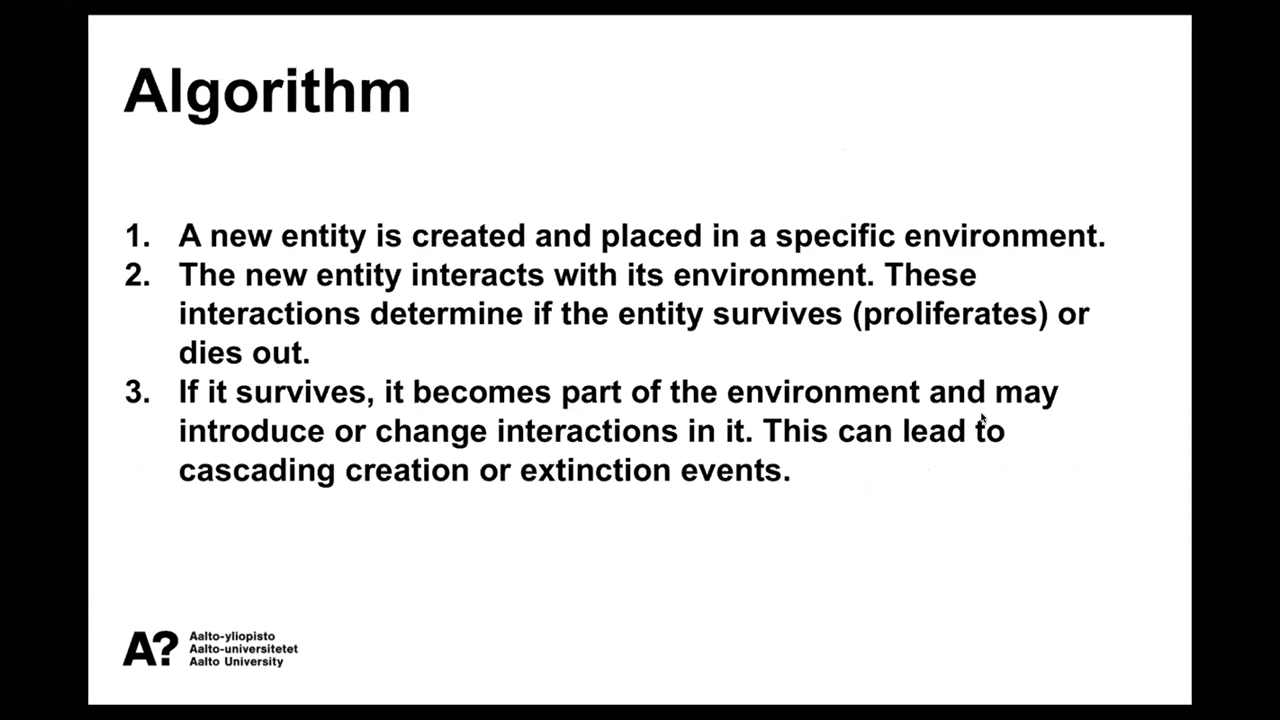 Algorithm
1. A new entity is created and placed in a specific environment.
2. The new entity interacts with its environment. These
interactions determine if the entity survives (proliferates) or
dies out.
3. If it survives, it becomes part of the environment and may
introduce or change interactions in it. This can lead to
cascading creation or extinction events.
A?
Aalto-yliopisto
Aalto-universitetet
Aalto University